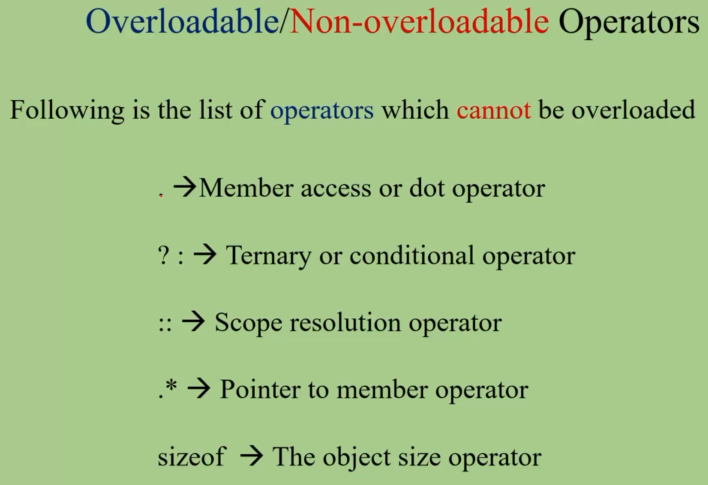 Overloadable/Non-overloadable Operators
Following is the list of operators which cannot be overloaded
. →Member access or dot operator
? : → Ternary or conditional operator
:: → Scope resolution operator
.* → Pointer to member operator
sizeof → The object size operator